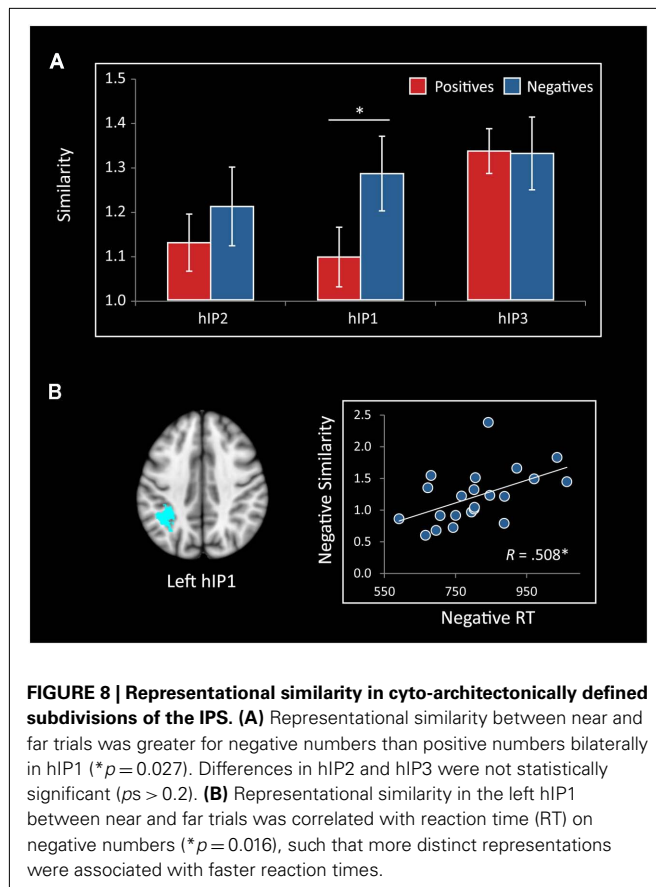 A
1.5
1.4
1.3
1.2
1.1
1.0
Similarity
Positives Negatives
*
hIP2 hIP1 hIP3
B
Left hIP1
2.5
2.0
1.5
1.0
0.5
0.0
Negative Similarity
R = .508*
550 750 950
Negative RT
FIGURE 8 | Representational similarity in cyto-architectonically defined
subdivisions of the IPS. (A) Representational similarity between near and
far trials was greater for negative numbers than positive numbers bilaterally
in hIP1 (*p = 0.027). Differences in hIP2 and hIP3 were not statistically
significant (ps > 0.2). (B) Representational similarity in the left hIP1
between near and far trials was correlated with reaction time (RT) on
negative numbers (*p = 0.016), such that more distinct representations
were associated with faster reaction times.